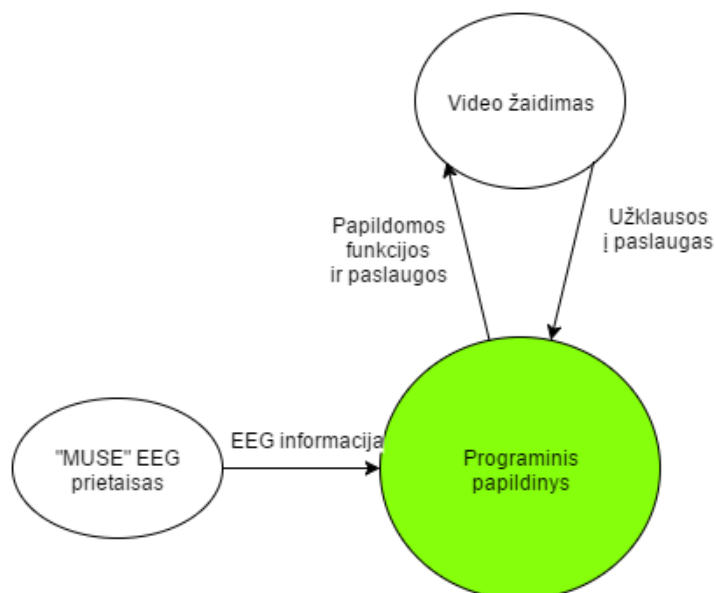 Video žaidimas
Papildomos
funkcijos
ir paslaugos
Užklausos
į paslaugas
"MUSE" EEG
prietaisas
EEG informacija
Programinis
papildinys